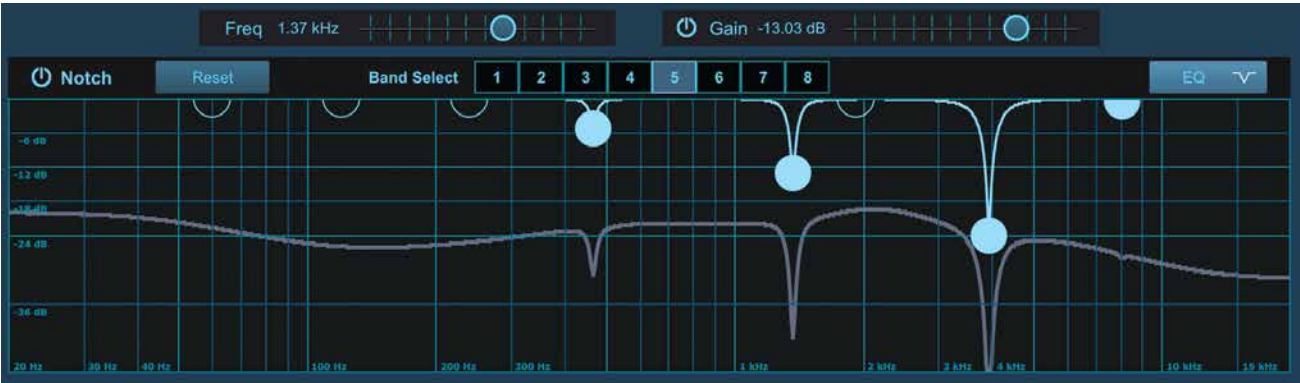 Freq 1.37 kHz
Gain -13.03 dB
Notch Reset Band Select 1 2 3 4 5 6 7 8 EQ
-6 dB
-12 dB
-18 dB
-24 dB
-36 dB
20 Hz 30 Hz 40 Hz 100 Hz 200 Hz 300 Hz 1 kHz 2 kHz 3 kHz 4 kHz 10 kHz 15 kHz